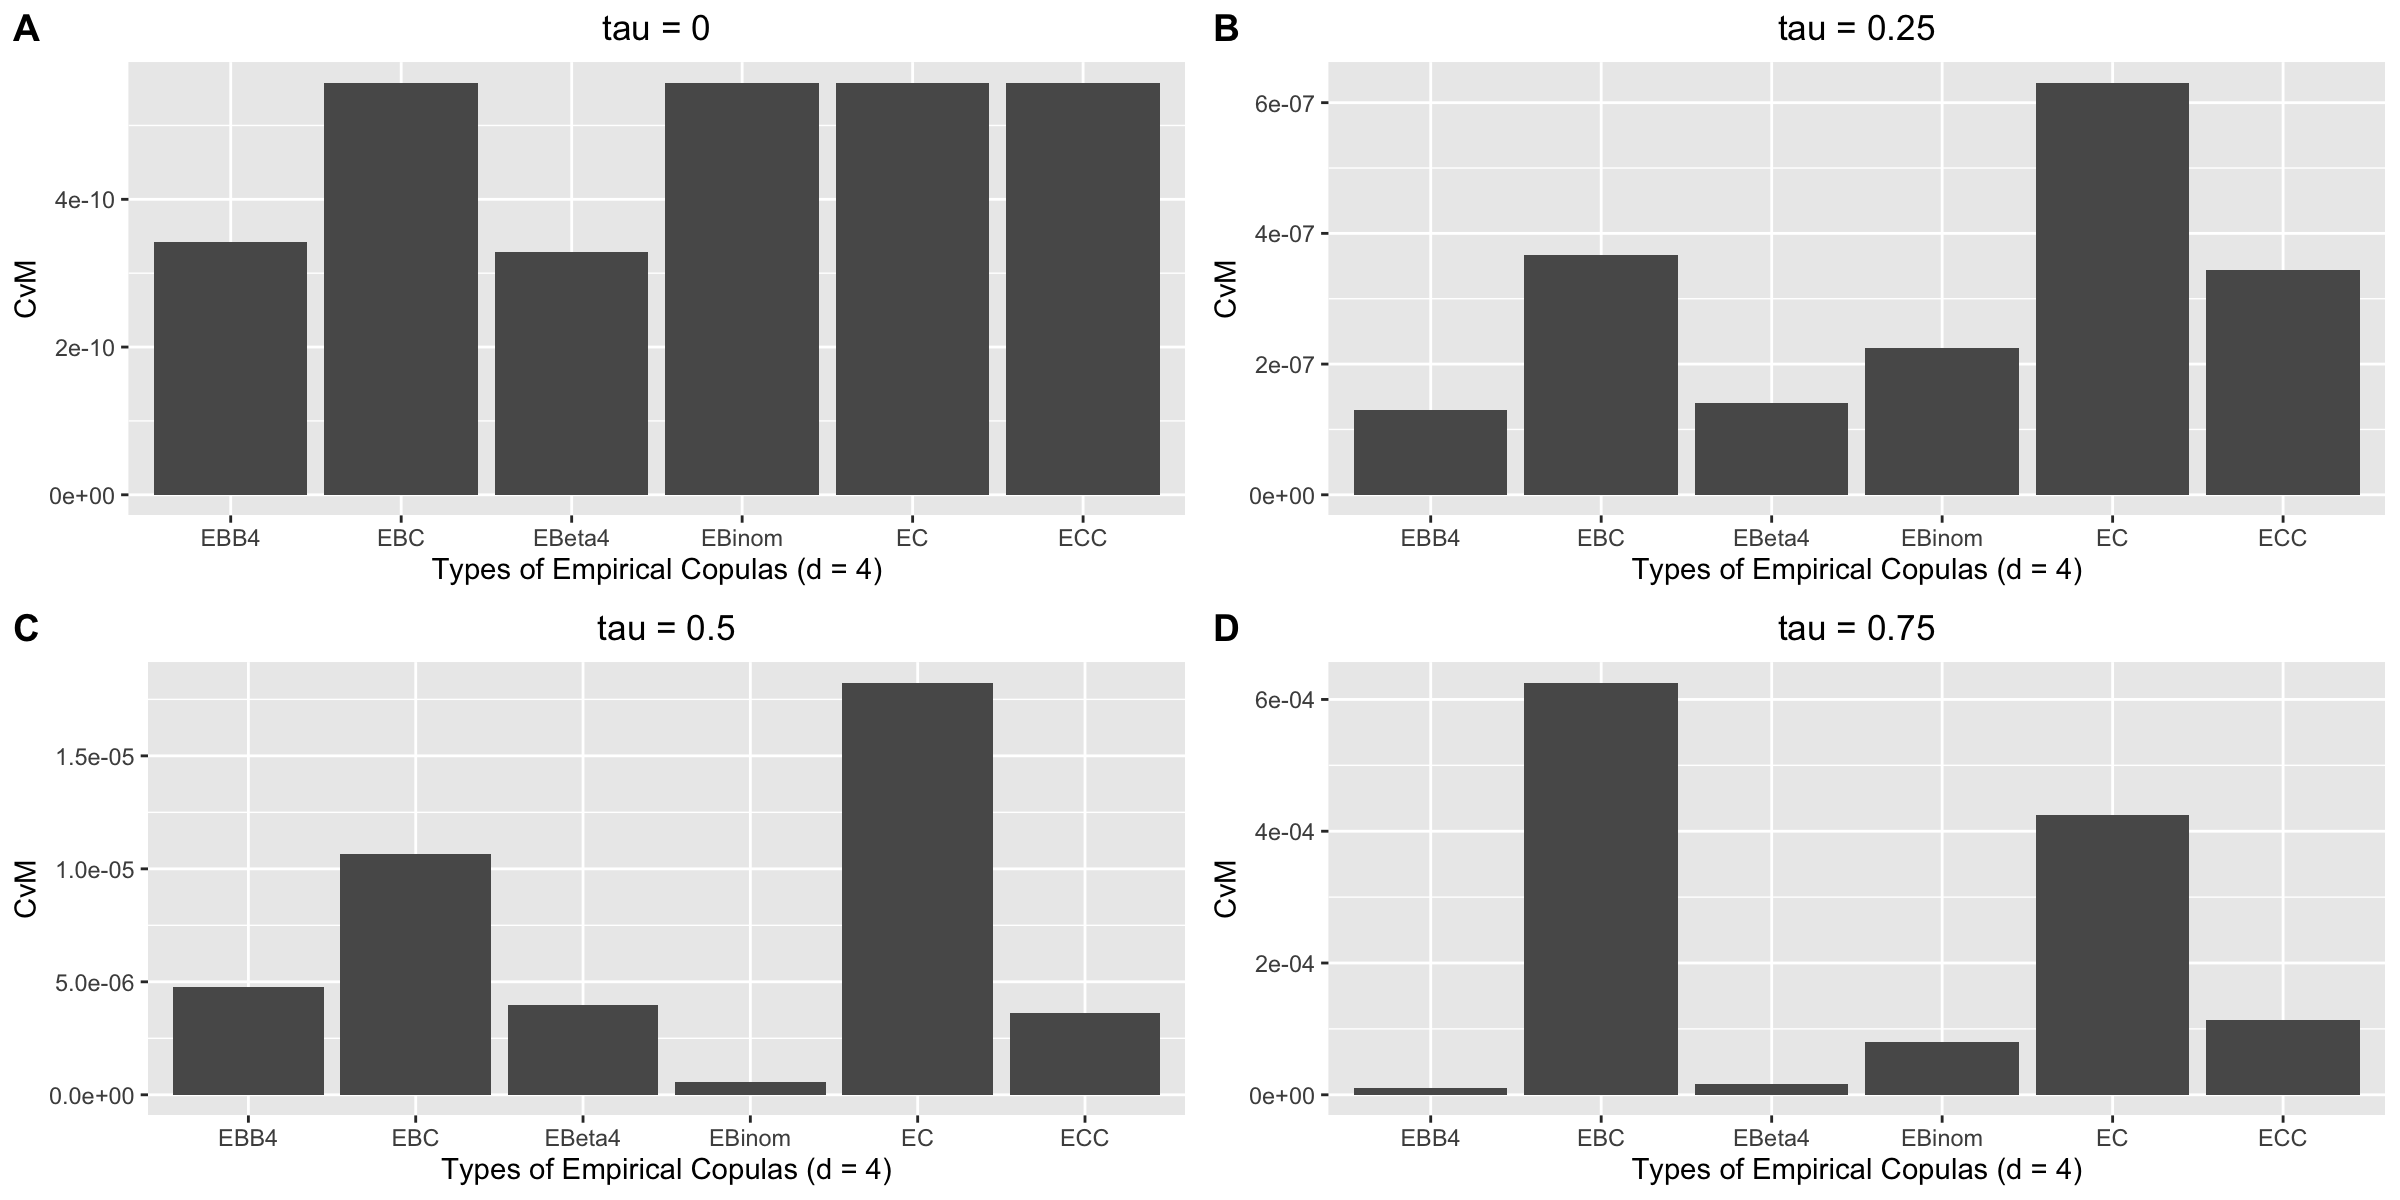 A
tau = 0
CvM
4e-10
2e-10
0e+00
EBB4 EBC EBeta4 EBinom EC ECC
Types of Empirical Copulas (d = 4)
B
tau = 0.25
CvM
6e-07
4e-07
2e-07
0e+00
EBB4 EBC EBeta4 EBinom EC ECC
Types of Empirical Copulas (d = 4)
C
tau = 0.5
CvM
1.5e-05
1.0e-05
5.0e-06
0.0e+00
EBB4 EBC EBeta4 EBinom EC ECC
Types of Empirical Copulas (d = 4)
D
tau = 0.75
CvM
6e-04
4e-04
2e-04
0e+00
EBB4 EBC EBeta4 EBinom EC ECC
Types of Empirical Copulas (d = 4)